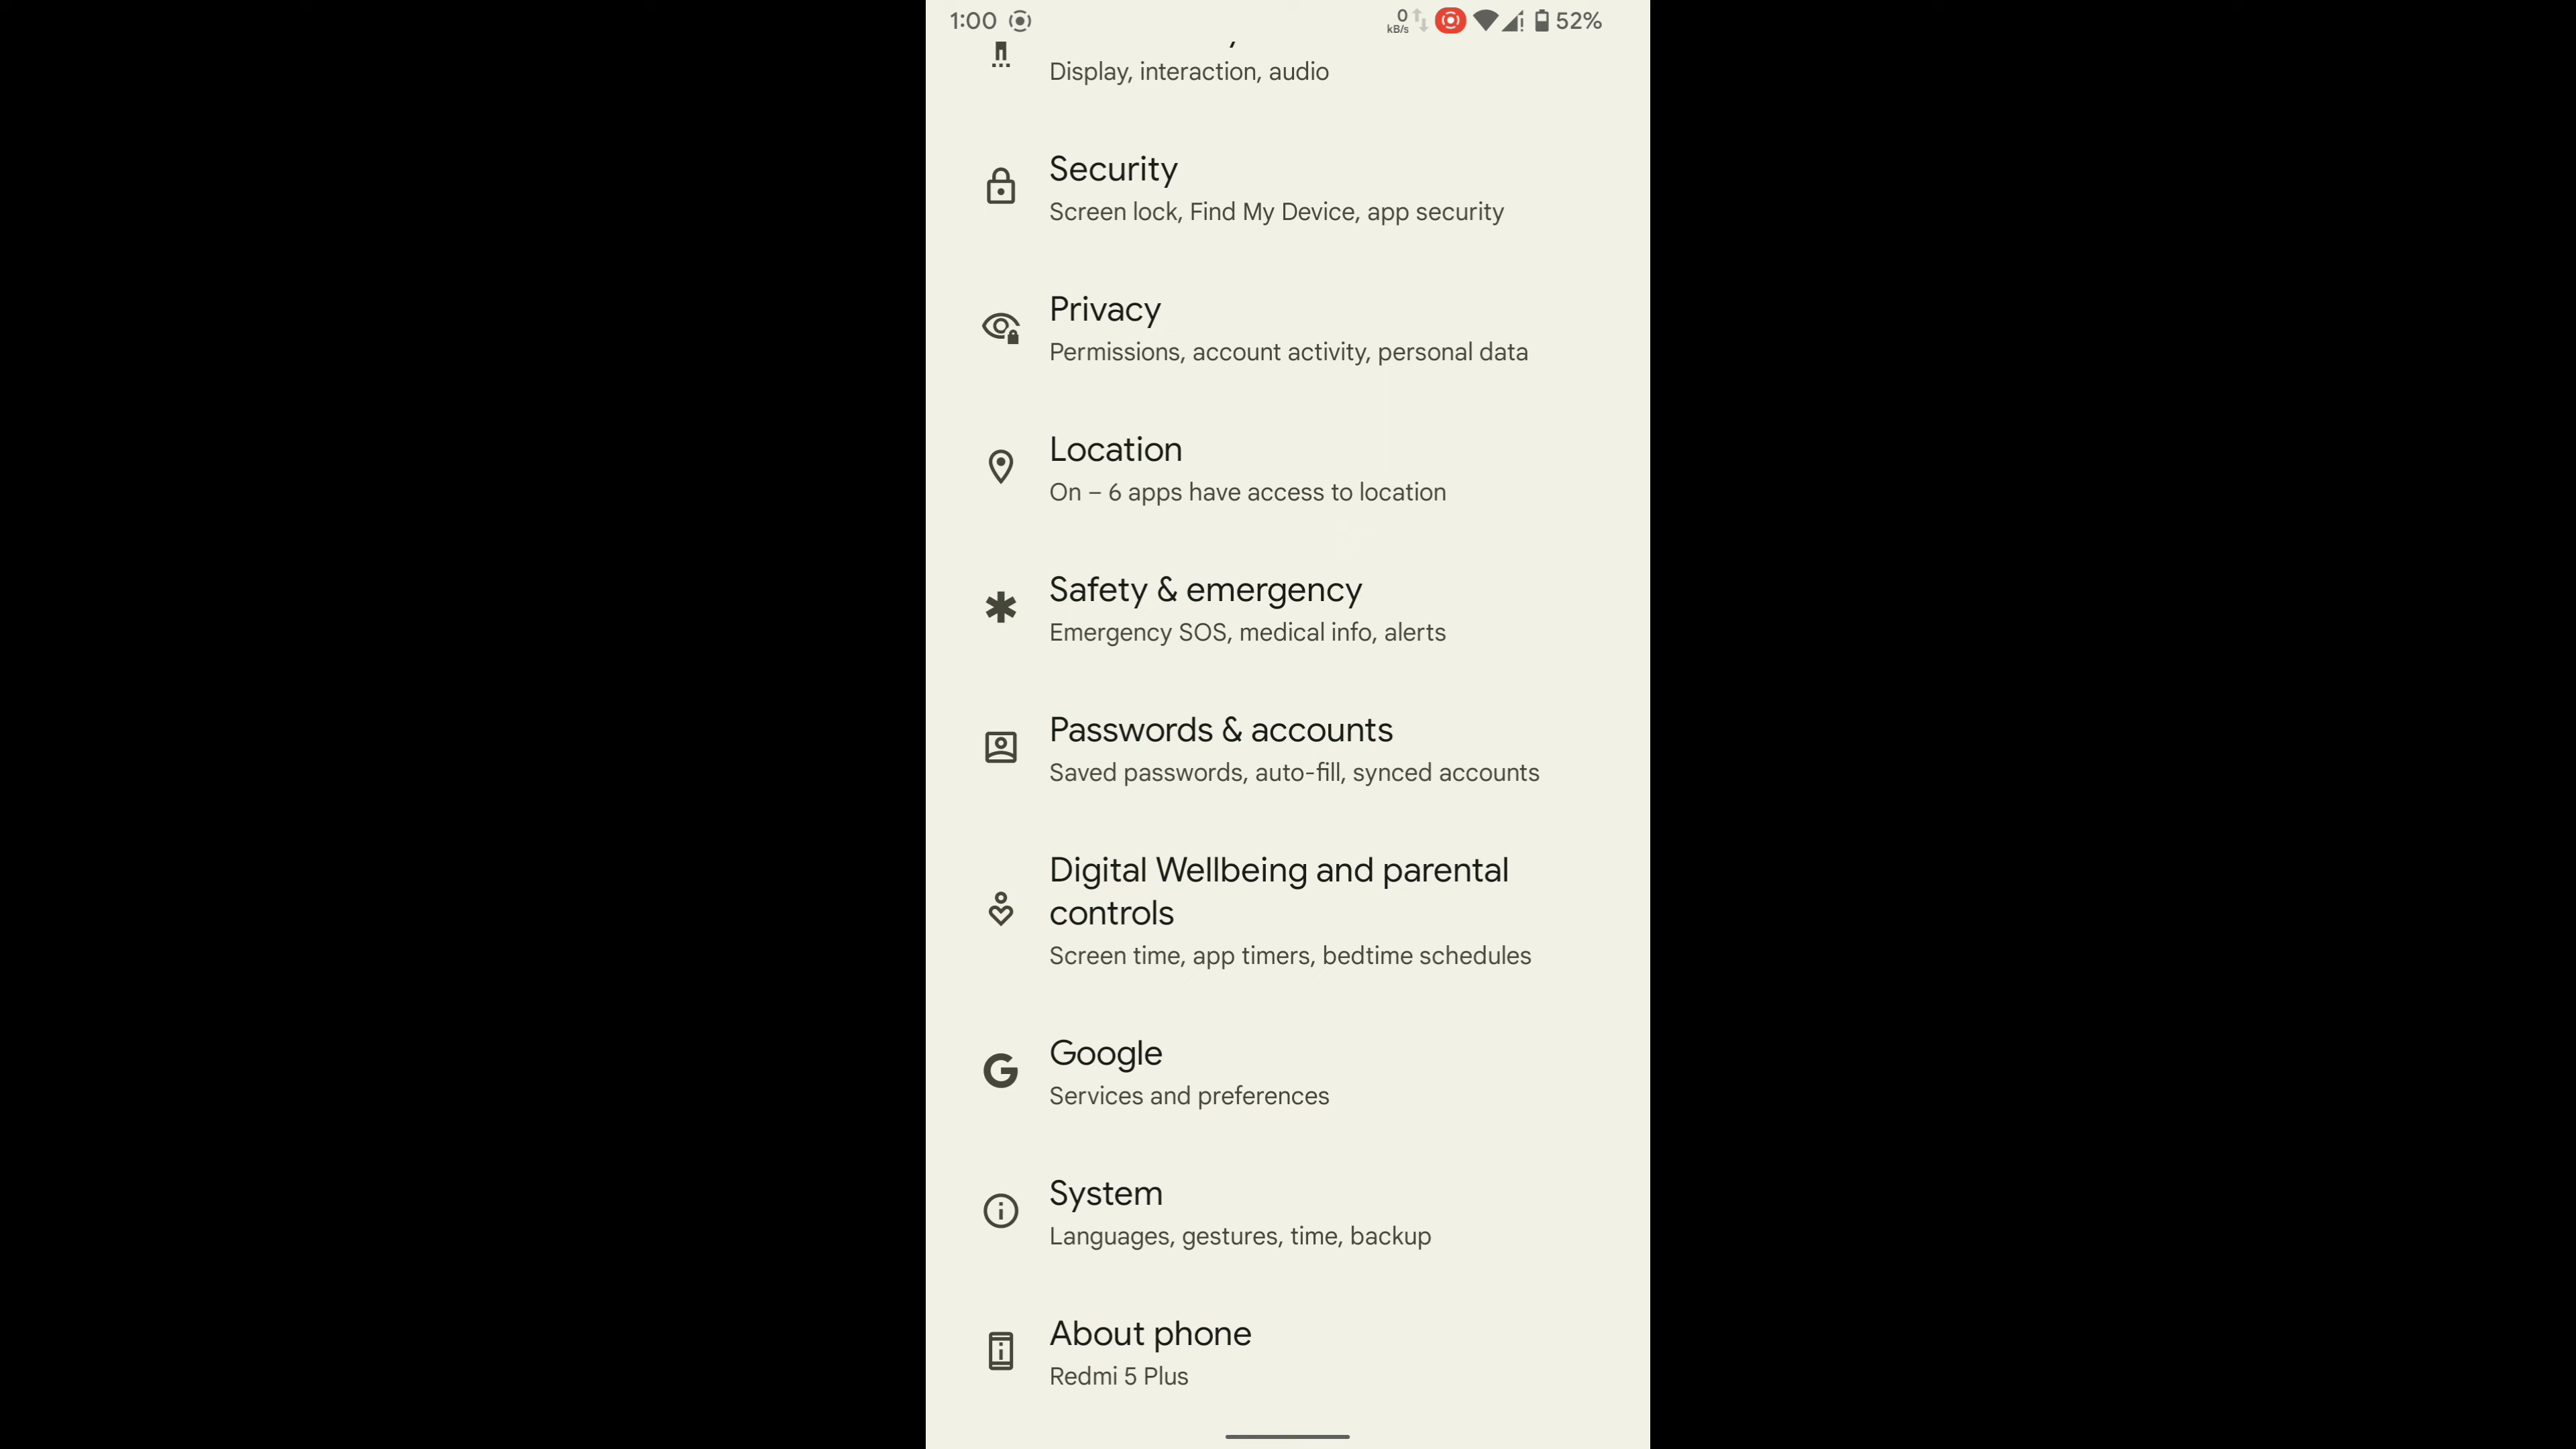 1:00
0
kB/s
52%
Display, interaction, audio
Security
Screen lock, Find My Device, app security
Privacy
Permissions, account activity, personal data
Location
On – 6 apps have access to location
Safety & emergency
Emergency SOS, medical info, alerts
Passwords & accounts
Saved passwords, auto-fill, synced accounts
Digital Wellbeing and parental
controls
Screen time, app timers, bedtime schedules
Google
Services and preferences
System
Languages, gestures, time, backup
About phone
Redmi 5 Plus